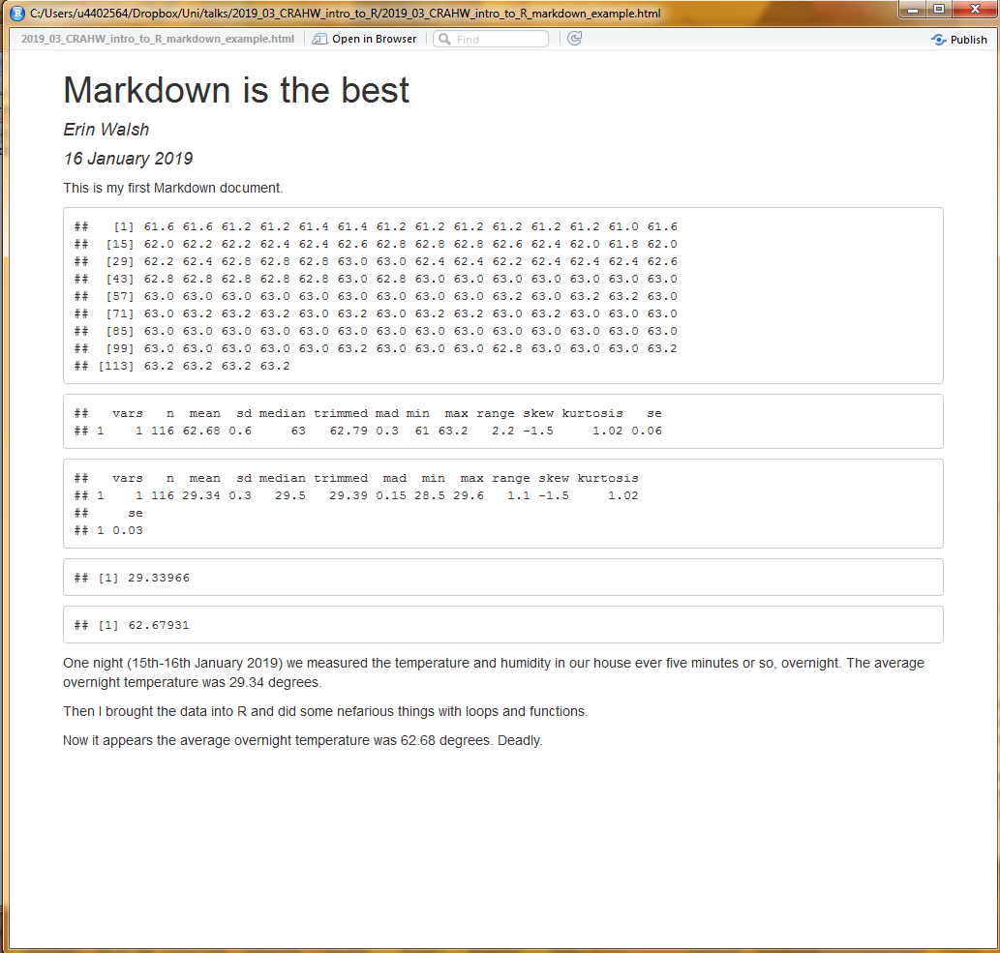 C:/Users/u4402564/Dropbox/Uni/talks/2019_03_CRAHW_intro_to_R/2019_03_CRAHW_intro_to_R_markdown_example.html
2019_03_CRAHW_intro_to_R_markdown_example.html Open in Browser Find Publish
Markdown is the best
Erin Walsh
16 January 2019
This is my first Markdown document.
##   [1] 61.6 61.6 61.2 61.2 61.4 61.4 61.2 61.2 61.2 61.2 61.2 61.2 61.0 61.6
##  [15] 62.0 62.2 62.2 62.4 62.4 62.6 62.8 62.8 62.8 62.6 62.4 62.0 61.8 62.0
##  [29] 62.2 62.4 62.8 62.8 62.8 63.0 63.0 62.4 62.4 62.2 62.4 62.4 62.4 62.6
##  [43] 62.8 62.8 62.8 62.8 62.8 63.0 62.8 63.0 63.0 63.0 63.0 63.0 63.0 63.0
##  [57] 63.0 63.0 63.0 63.0 63.0 63.0 63.0 63.0 63.0 63.2 63.0 63.2 63.2 63.0
##  [71] 63.0 63.2 63.2 63.2 63.0 63.2 63.0 63.2 63.2 63.0 63.2 63.0 63.0 63.0
##  [85] 63.0 63.0 63.0 63.0 63.0 63.0 63.0 63.0 63.0 63.0 63.0 63.0 63.0 63.0
##  [99] 63.0 63.0 63.0 63.0 63.0 63.2 63.0 63.0 63.0 62.8 63.0 63.0 63.0 63.2
## [113] 63.2 63.2 63.2 63.2
##   vars   n  mean  sd median trimmed mad min  max range skew kurtosis   se
## 1    1 116 62.68 0.6     63   62.79 0.3  61 63.2   2.2 -1.5     1.02 0.06
##   vars   n  mean  sd median trimmed  mad  min  max range skew kurtosis
## 1    1 116 29.34 0.3   29.5   29.39 0.15 28.5 29.6   1.1 -1.5     1.02
##     se
## 1 0.03
## [1] 29.33966
## [1] 62.67931
One night (15th-16th January 2019) we measured the temperature and humidity in our house ever five minutes or so, overnight. The average
overnight temperature was 29.34 degrees.
Then I brought the data into R and did some nefarious things with loops and functions.
Now it appears the average overnight temperature was 62.68 degrees. Deadly.